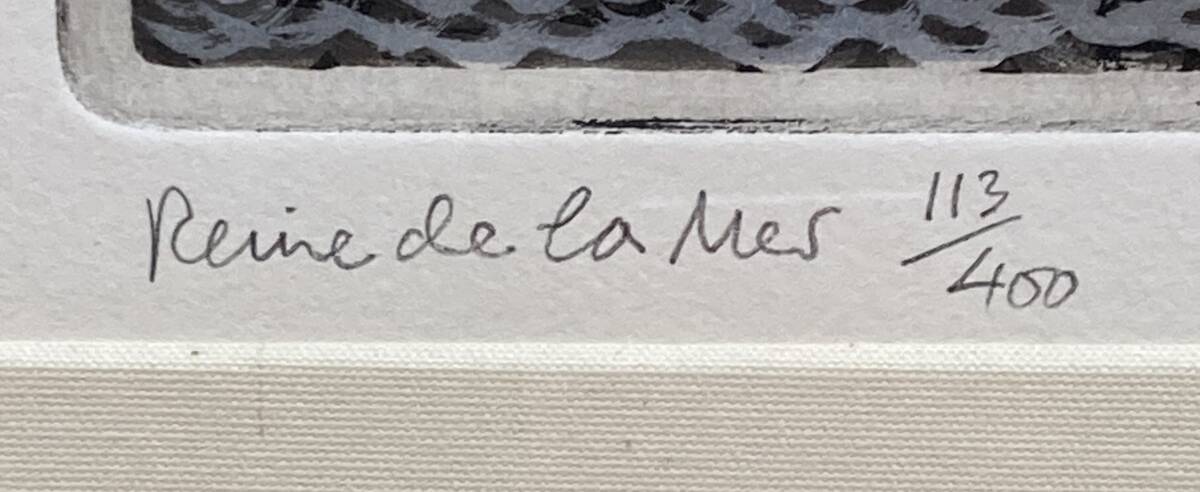 Reine de la Mer 113/400